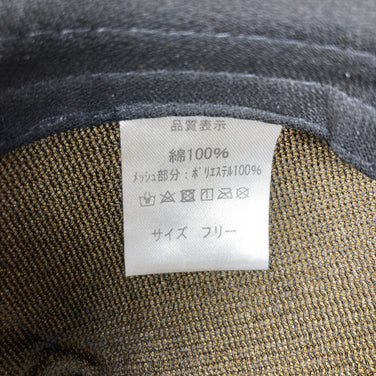 品質表示
綿100%
メッシュ部分：ポリエステル100%
サイズ フリー